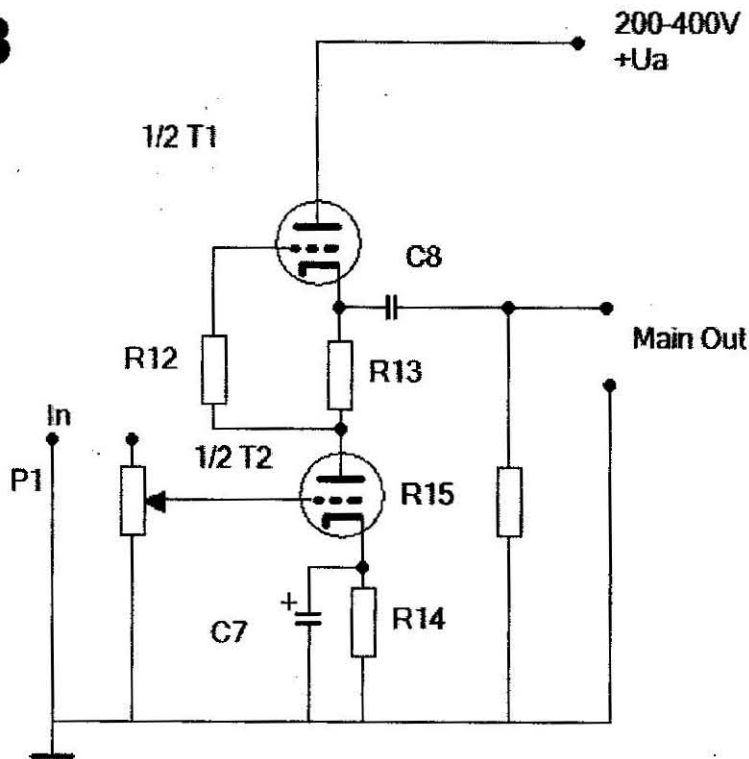 200-400V
+Ua
1/2 T1
C8
Main Out
R12
R13
In
1/2 T2
P1
R15
+
C7
R14